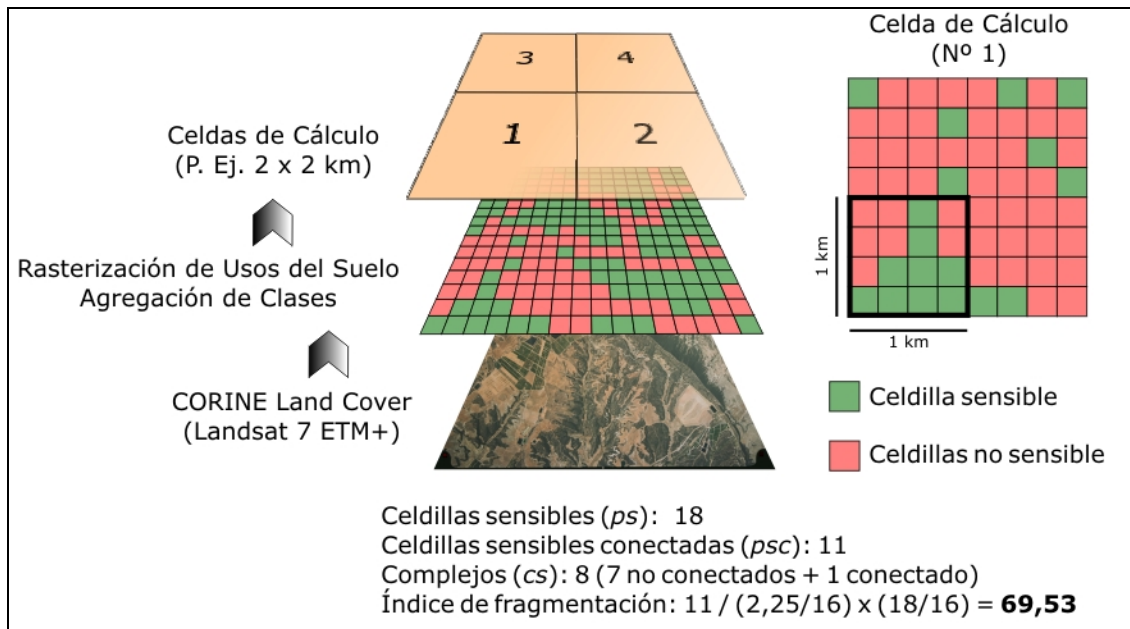 3 4
1 2
Celdas de Cálculo
(P. Ej. 2 x 2 km)
Rasterización de Usos del Suelo
Agregación de Clases
CORINE Land Cover
(Landsat 7 ETM+)
Celda de Cálculo
(Nº 1)
1 km
1 km
Celdilla sensible
Celdillas no sensible
Celdillas sensibles (ps): 18
Celdillas sensibles conectadas (psc): 11
Complejos (cs): 8 (7 no conectados + 1 conectado)
Índice de fragmentación: 11 / (2,25/16) x (18/16) = 69,53